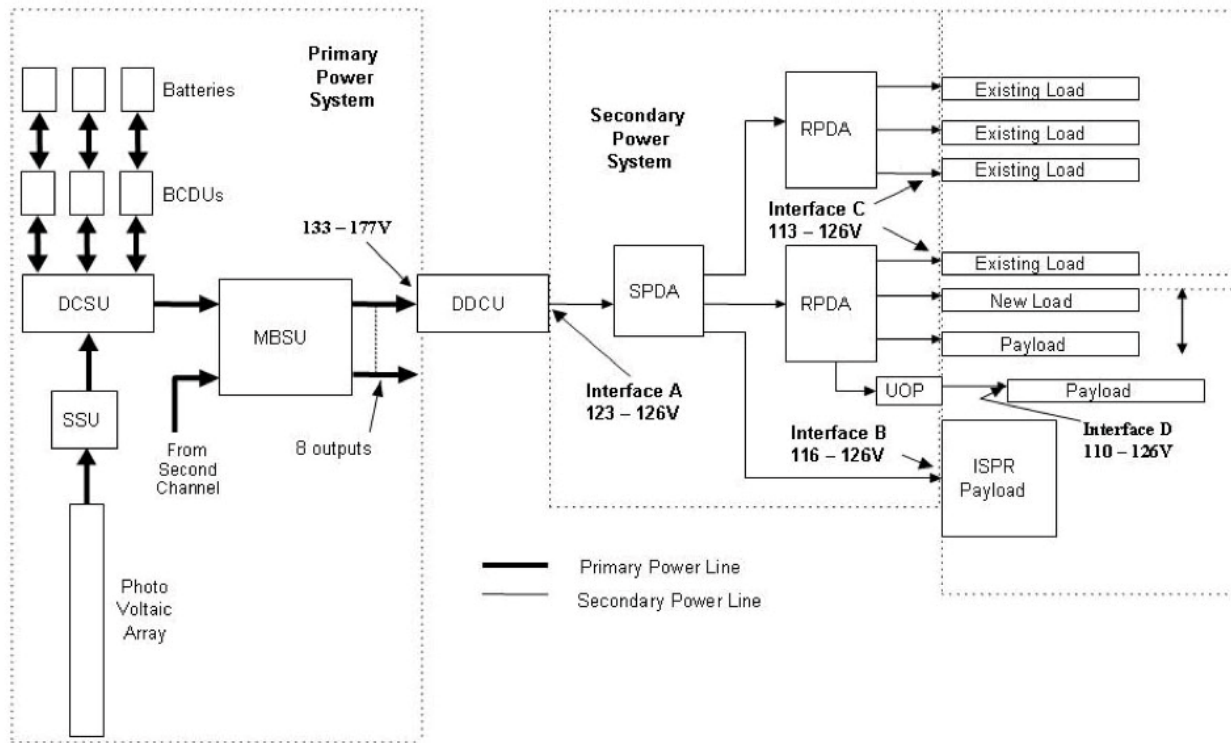 Primary
Power
System
Batteries
BCDUs
133 – 177V
DCSU
MBSU
DDCU
SSU
From
Second
Channel
8 outputs
Photo
Voltaic
Array
Secondary
Power
System
RPDA
Existing Load
Existing Load
Existing Load
Interface C
113 – 126V
SPDA
RPDA
Existing Load
New Load
Payload
Interface A
123 – 126V
UOP
Payload
Interface B
116 – 126V
Interface D
110 – 126V
ISPR
Payload
Primary Power Line
Secondary Power Line